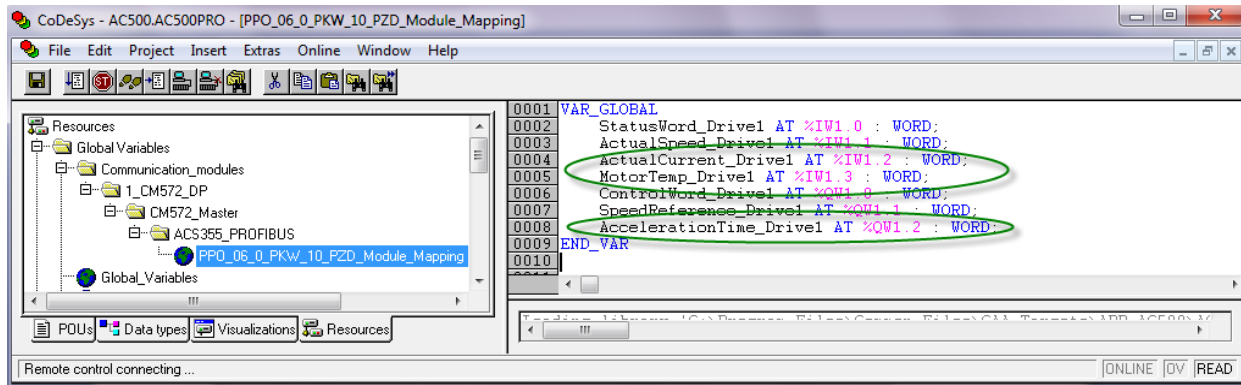 CoDeSys - AC500.AC500PRO - [PPO_06_0_PKW_10_PZD_Module_Mapping]
File Edit Project Insert Extras Online Window Help
Resources
Global Variables
Communication_modules
1_CM572_DP
CM572_Master
ACS355_PROFIBUS
PPO_06_0_PKW_10_PZD_Module_Mapping
Global_Variables
POUs Data types Visualizations Resources
0001 VAR_GLOBAL
0002 StatusWord_Drive1 AT %IW1.0 : WORD;
0003 ActualSpeed_Drive1 AT %IW1.1 : WORD;
0004 ActualCurrent_Drive1 AT %IW1.2 : WORD;
0005 MotorTemp_Drive1 AT %IW1.3 : WORD;
0006 ControlWord_Drive1 AT %QW1.0 : WORD;
0007 SpeedReference_Drive1 AT %QW1.1 : WORD;
0008 AccelerationTime_Drive1 AT %QW1.2 : WORD;
0009 END_VAR
0010
Remote control connecting ...
ONLINE OV READ